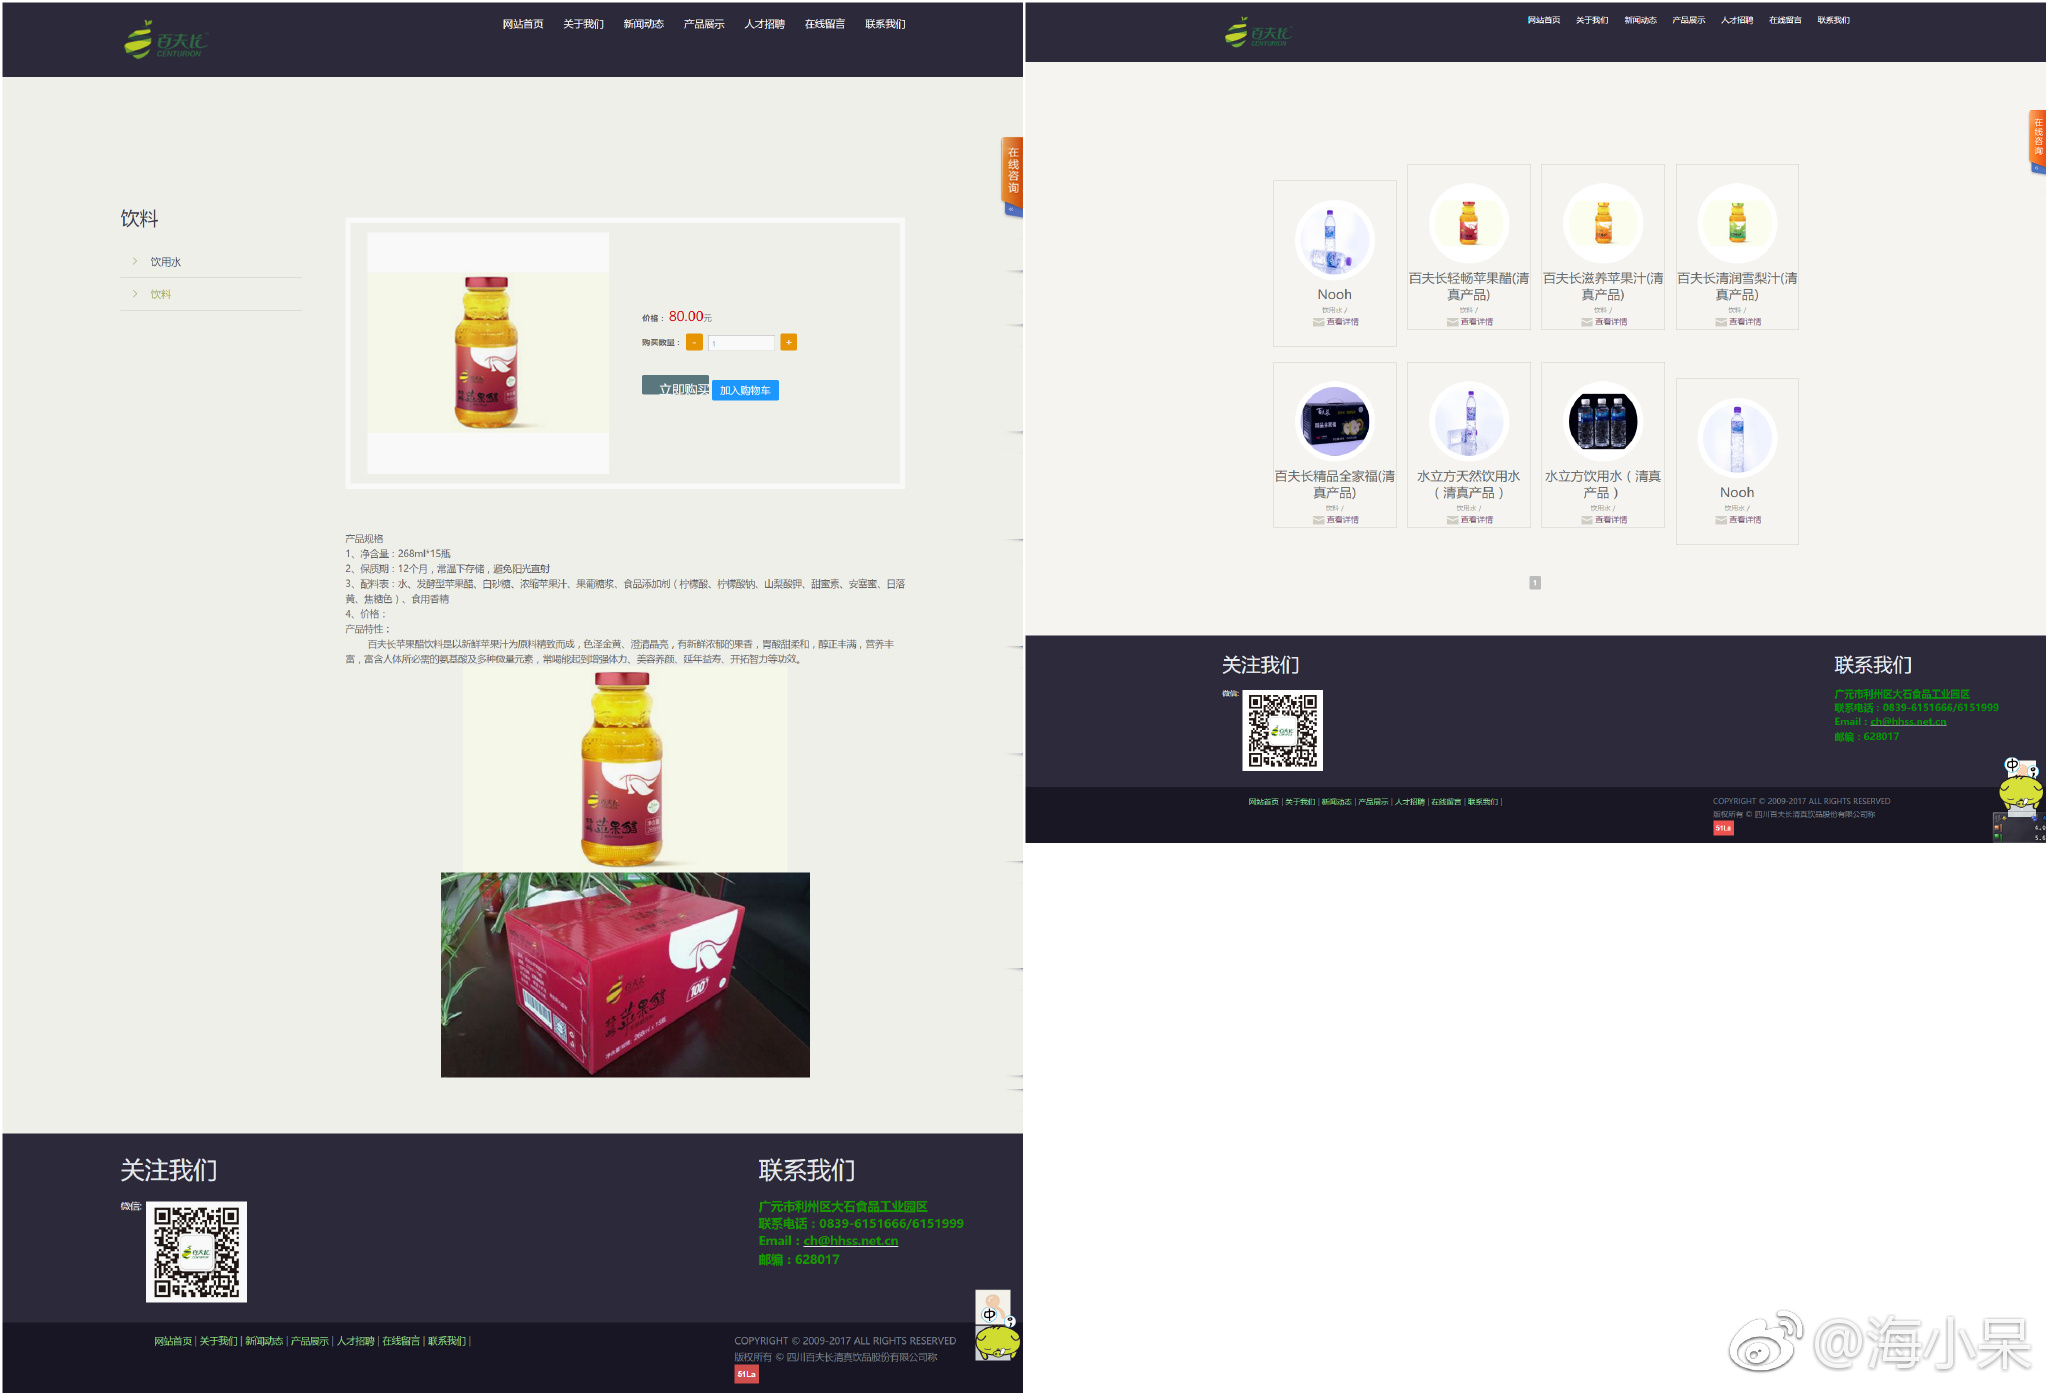 百夫长
CENTURION
网站首页 关于我们 新闻动态 产品展示 人才招聘 在线留言 联系我们
在线咨询
饮料
饮用水
饮料
价格： 80.00元
购买数量： - 1 +
立即购买 加入购物车
产品规格
1、净含量：268ml*15瓶
2、保质期：12个月，常温下存储，避免阳光直射
3、配料表：水、发酵型苹果醋、白砂糖、浓缩苹果汁、果葡糖浆、食品添加剂（柠檬酸、柠檬酸钠、山梨酸钾、甜蜜素、安塞蜜、日落
黄、焦糖色）、食用香精
4、价格：
产品特性：
百夫长苹果醋饮料是以新鲜苹果汁为原料精致而成，色泽金黄、澄清晶亮，有新鲜浓郁的果香，胃酸甜柔和，醇正丰满，营养丰
富，富含人体所必需的氨基酸及多种微量元素，常喝能起到增强体力、美容养颜、延年益寿、开拓智力等功效。
苹果醋
百夫长
100
苹果醋
268ml x 15瓶
关注我们
微信:
百夫长
联系我们
广元市利州区大石食品工业园区
联系电话：0839-6151666/6151999
Email：ch@hhss.net.cn
邮编：628017
网站首页 | 关于我们 | 新闻动态 | 产品展示 | 人才招聘 | 在线留言 | 联系我们 |
COPYRIGHT © 2009-2017 ALL RIGHTS RESERVED
版权所有 © 四川百夫长清真饮品股份有限公司称
51La
中
百夫长
CENTURION
网站首页 关于我们 新闻动态 产品展示 人才招聘 在线留言 联系我们
在线咨询
Nooh
饮用水 /
查看详情
百夫长轻畅苹果醋(清
真产品)
饮料 /
查看详情
百夫长滋养苹果汁(清
真产品)
饮料 /
查看详情
百夫长清润雪梨汁(清
真产品)
饮料 /
查看详情
百夫长精品全家福(清
真产品)
饮料 /
查看详情
水立方天然饮用水
（清真产品）
饮用水 /
查看详情
水立方饮用水（清真
产品）
饮用水 /
查看详情
Nooh
饮用水 /
查看详情
1
关注我们
微信:
联系我们
广元市利州区大石食品工业园区
联系电话：0839-6151666/6151999
Email：ch@hhss.net.cn
邮编：628017
网站首页 | 关于我们 | 新闻动态 | 产品展示 | 人才招聘 | 在线留言 | 联系我们 |
COPYRIGHT © 2009-2017 ALL RIGHTS RESERVED
版权所有 © 四川百夫长清真饮品股份有限公司称
51La
中
@海小呆